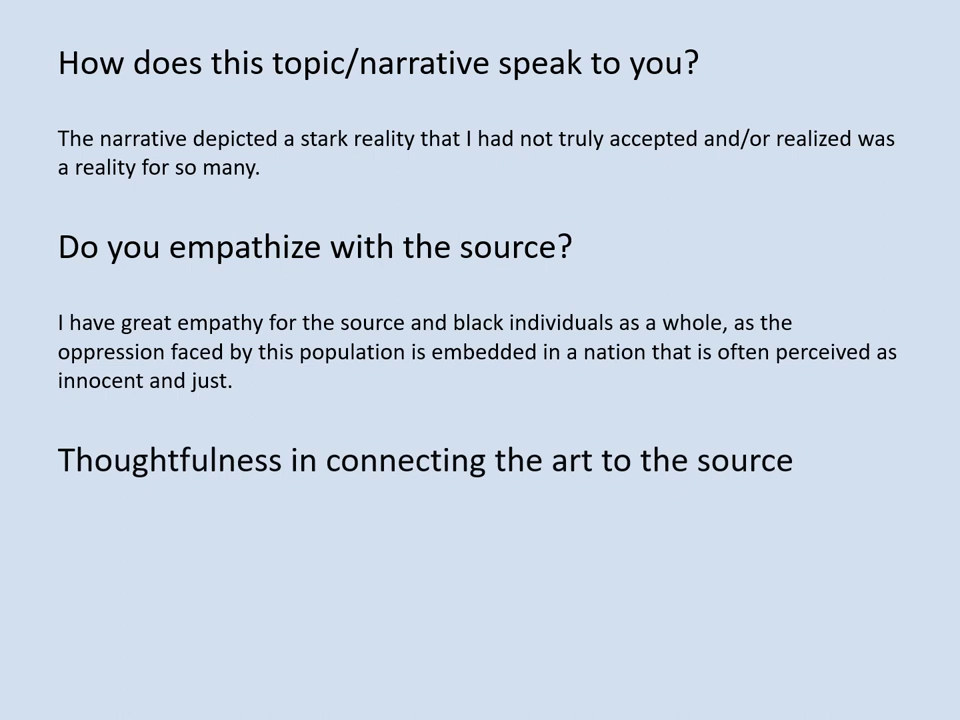 How does this topic/narrative speak to you?
The narrative depicted a stark reality that I had not truly accepted and/or realized was
a reality for so many.
Do you empathize with the source?
I have great empathy for the source and black individuals as a whole, as the
oppression faced by this population is embedded in a nation that is often perceived as
innocent and just.
Thoughtfulness in connecting the art to the source